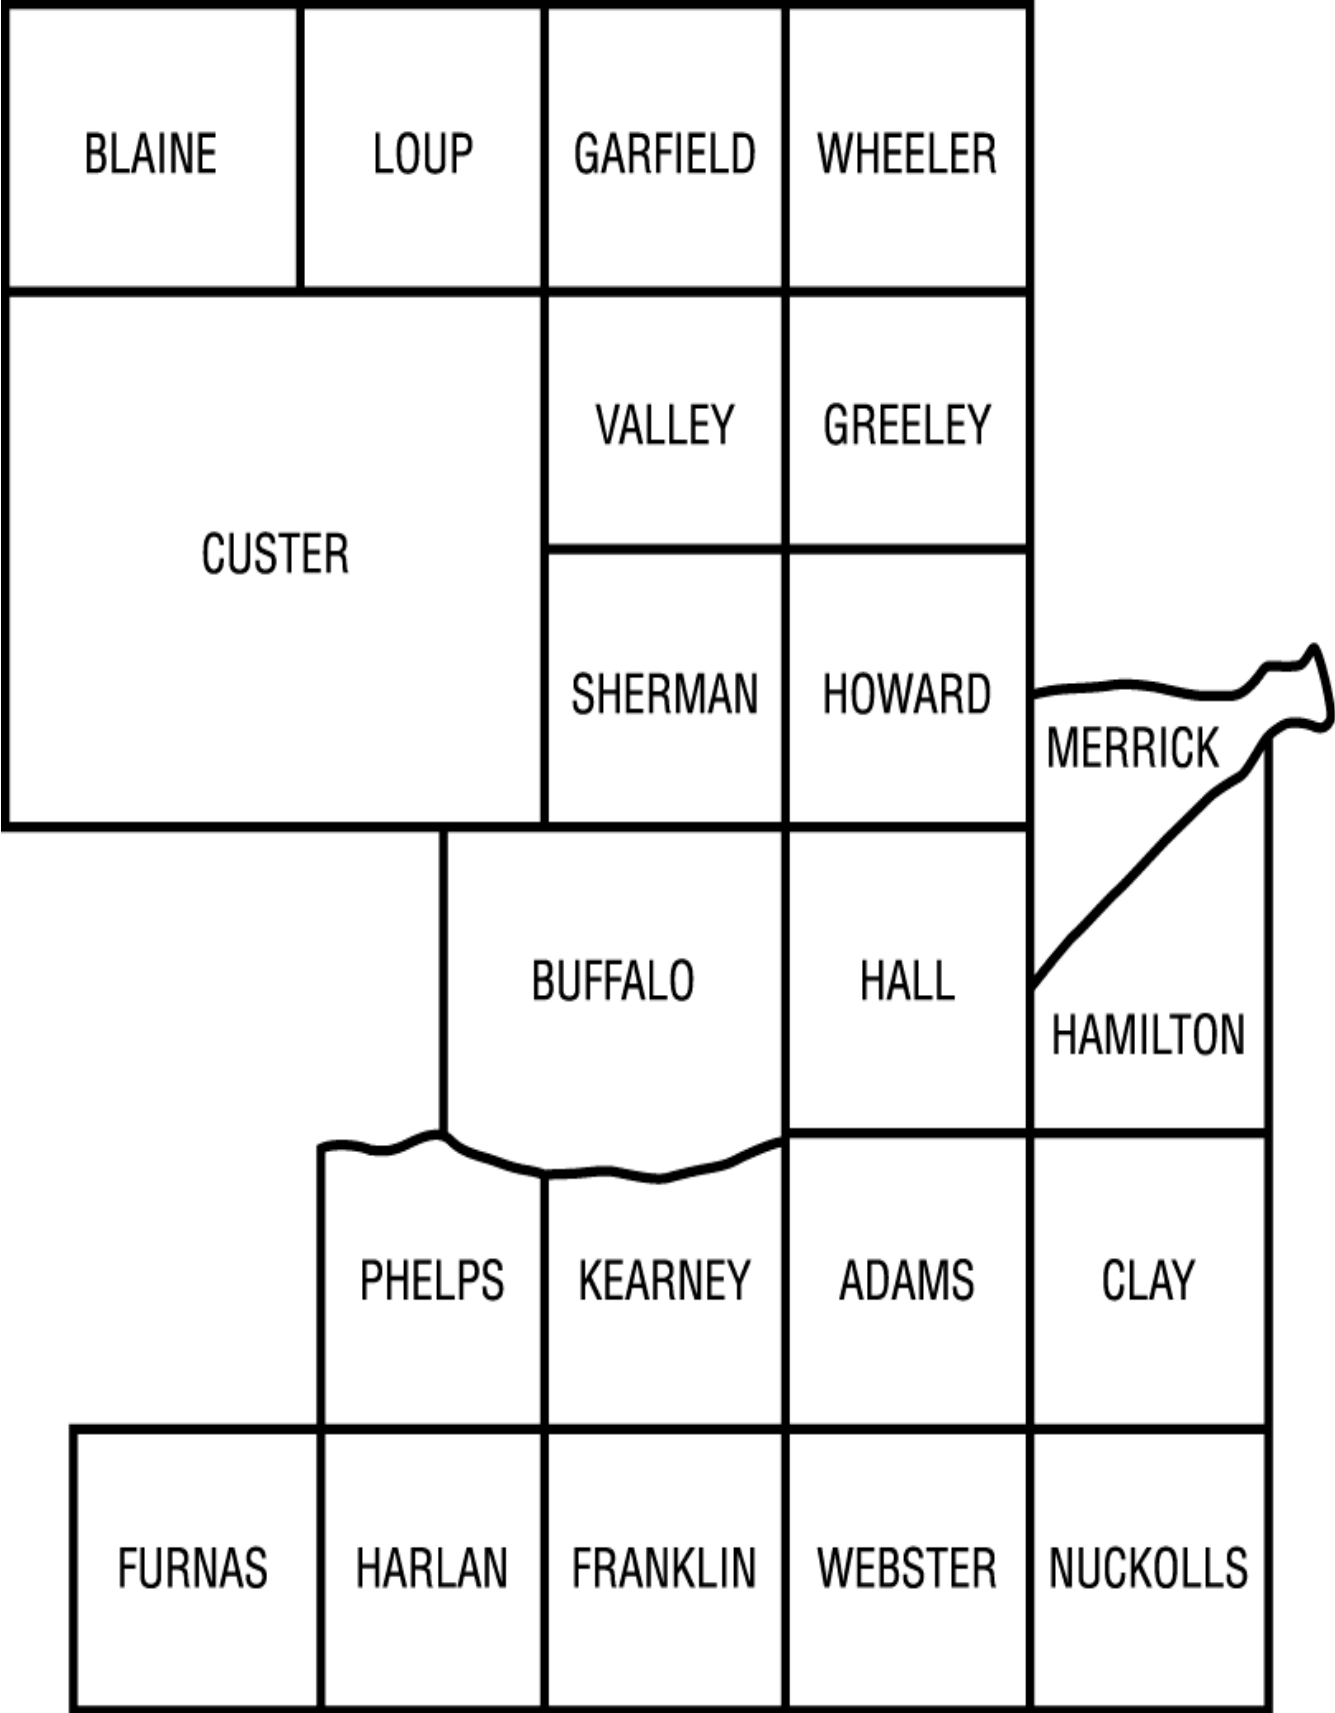 BLAINE
LOUP
GARFIELD
WHEELER
CUSTER
VALLEY
GREELEY
SHERMAN
HOWARD
MERRICK
BUFFALO
HALL
HAMILTON
PHELPS
KEARNEY
ADAMS
CLAY
FURNAS
HARLAN
FRANKLIN
WEBSTER
NUCKOLLS